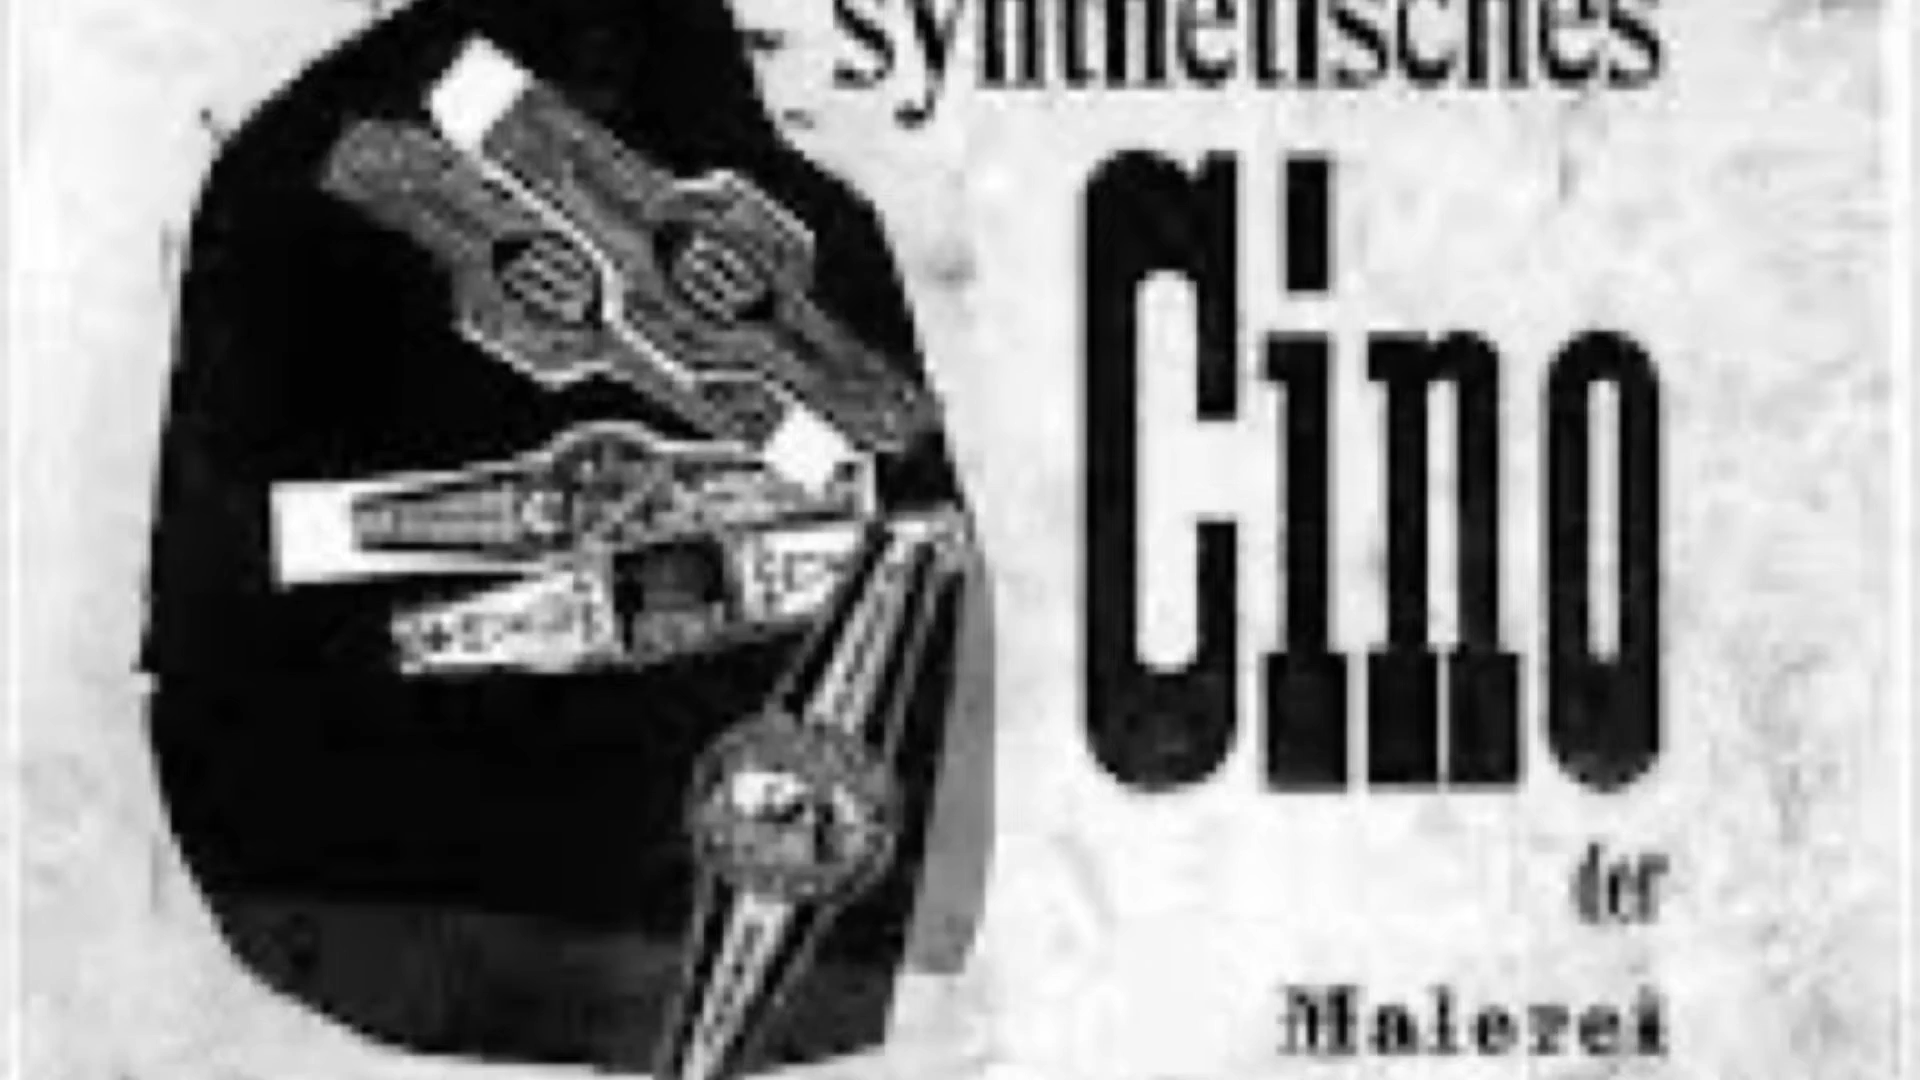 synthetisches
Cino
der
Malerei